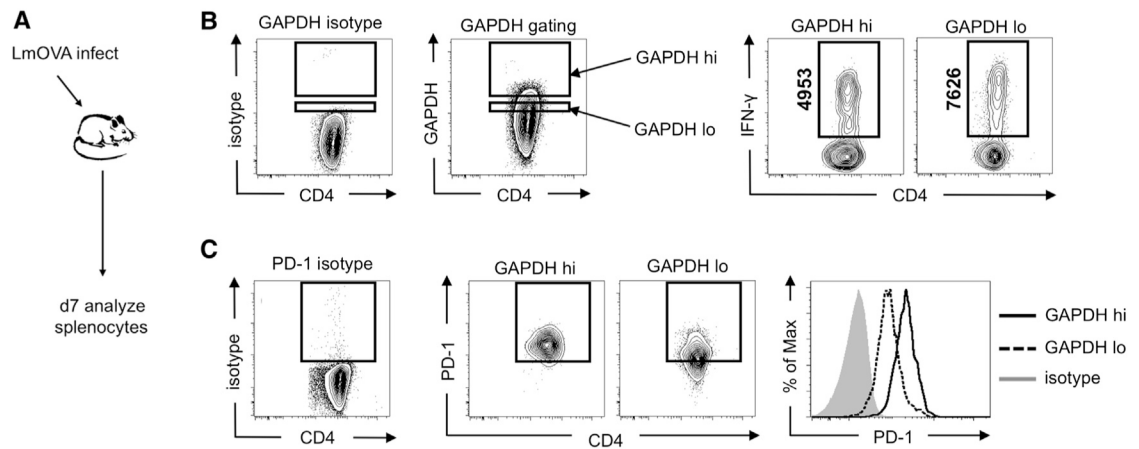 A
LmOVA infect
d7 analyze
splenocytes
B
GAPDH isotype
isotype
CD4
GAPDH gating
GAPDH
CD4
GAPDH hi
GAPDH lo
GAPDH hi
GAPDH lo
IFN-γ
4953
7626
CD4
C
PD-1 isotype
isotype
CD4
GAPDH hi
GAPDH lo
PD-1
CD4
% of Max
PD-1
GAPDH hi
GAPDH lo
isotype